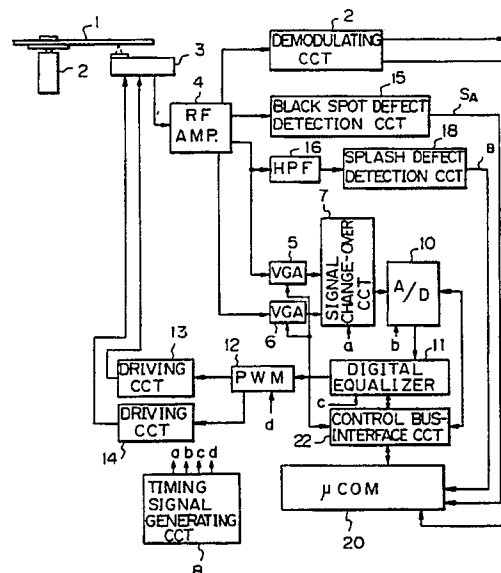 1
2
3
4
RF
AMP.
2
DEMODULATING
CCT
15
BLACK SPOT DEFECT
DETECTION CCT
SA
16
HPF
18
SPLASH DEFECT
DETECTION CCT
B
7
SIGNAL
CHANGE-OVER
CCT
a
5
VGA
6
VGA
10
A/D
b
11
DIGITAL
EQUALIZER
c
12
PWM
d
13
DRIVING
CCT
14
DRIVING
CCT
22
CONTROL BUS-
INTERFACE CCT
a b c d
TIMING
SIGNAL
GENERATING
CCT
8
μCOM
20